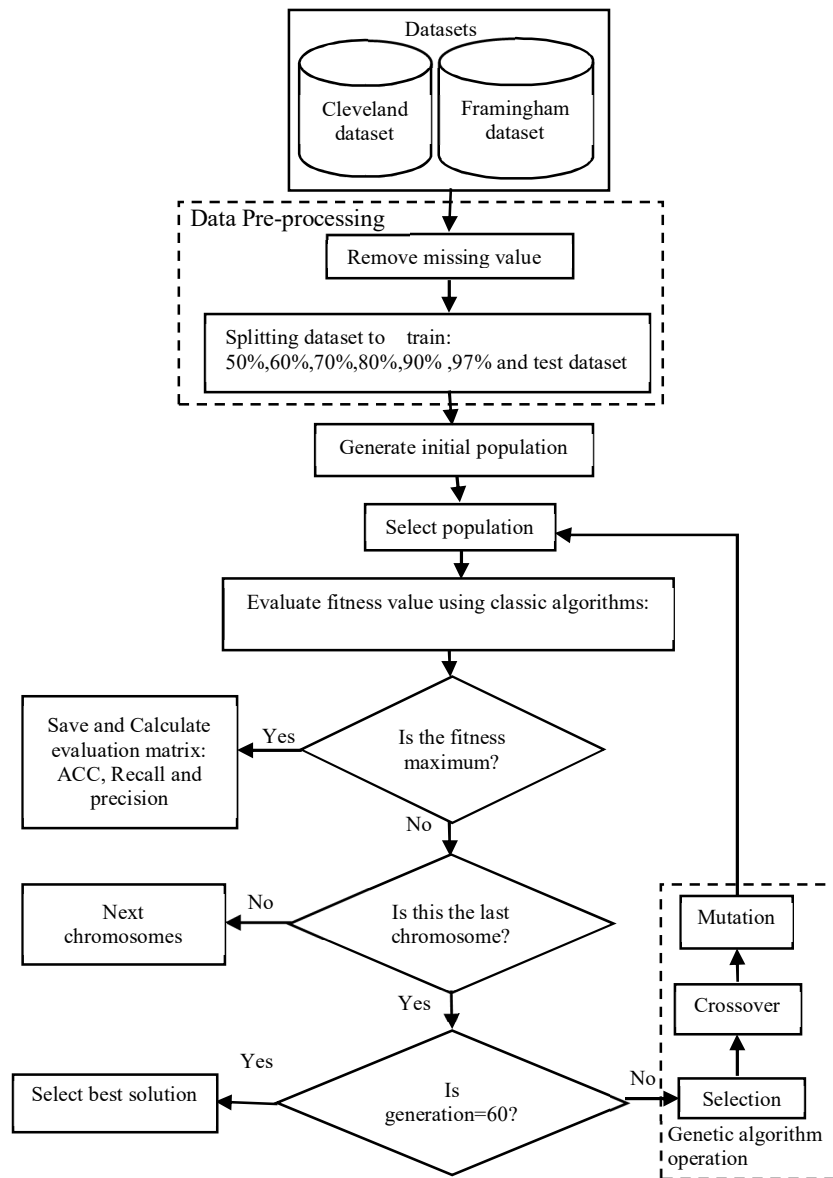 Datasets
Cleveland
dataset
Framingham
dataset
Data Pre-processing
Remove missing value
Splitting dataset to train:
50%,60%,70%,80%,90% ,97% and test dataset
Generate initial population
Select population
Evaluate fitness value using classic algorithms:
Is the fitness
maximum?
Yes
Save and Calculate
evaluation matrix:
ACC, Recall and
precision
No
Is this the last
chromosome?
No
Next
chromosomes
Yes
Is
generation=60?
Yes
Select best solution
No
Mutation
Crossover
Selection
Genetic algorithm
operation